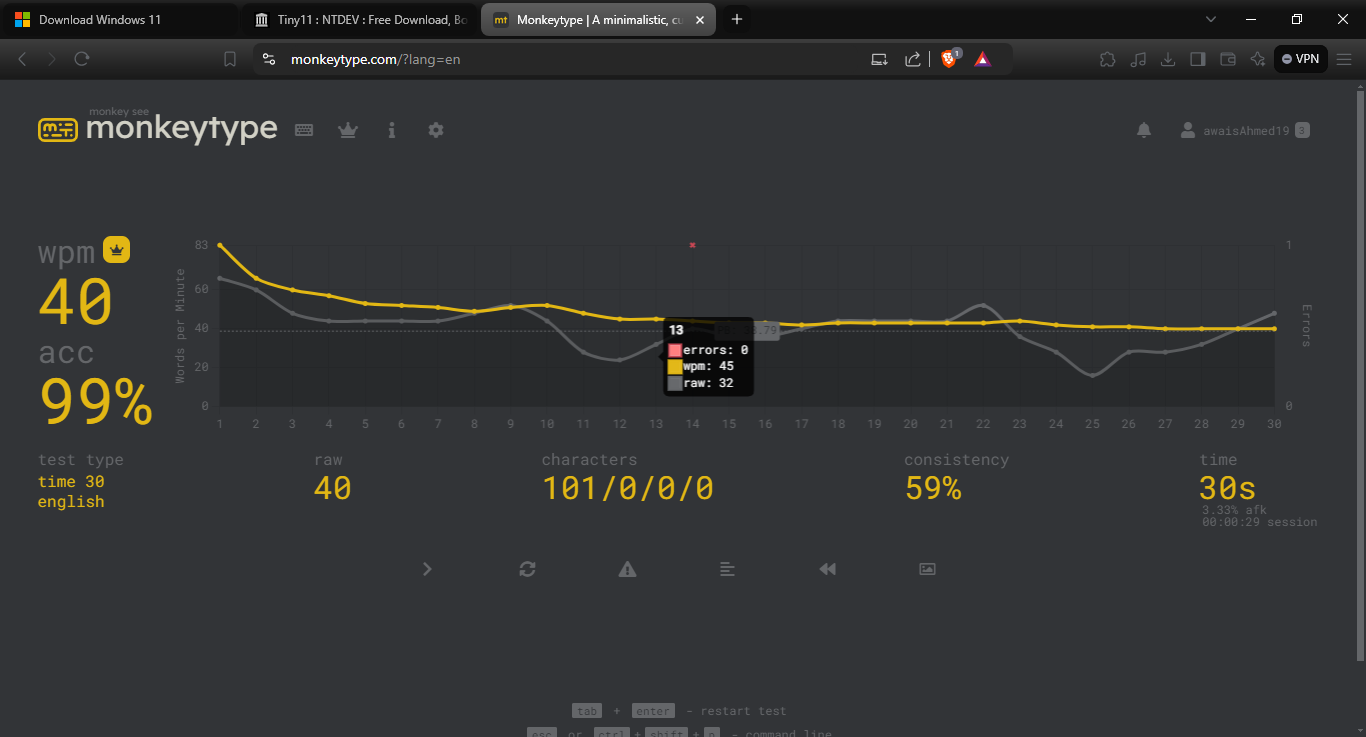 Download Windows 11
Tiny11 : NTDEV : Free Download, Bo
mt Monkeytype | A minimalistic, cu
monkeytype.com/?lang=en
1
VPN
monkey see
monkeytype
awaisAhmed19 3
wpm
40
acc
99%
Words per Minute
83
60
40
20
0
1
0
Errors
13
errors: 0
wpm: 45
raw: 32
.79
1 2 3 4 5 6 7 8 9 10 11 12 13 14 15 16 17 18 19 20 21 22 23 24 25 26 27 28 29 30
test type
time 30
english
raw
40
characters
101/0/0/0
consistency
59%
time
30s
3.33% afk
00:00:29 session
tab + enter - restart test
esc or ctrl + shift + p - command line